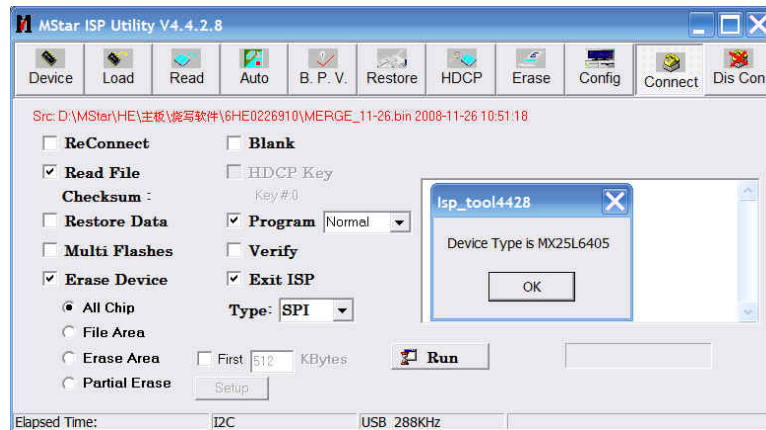 MStar ISP Utility V4.4.2.8
Device Load Read Auto B. P. V. Restore HDCP Erase Config Connect Dis Con
Src: D:\MStar\HE\主板\烧写软件\6HE0226910\MERGE_11-26.bin 2008-11-26 10:51:18
ReConnect Blank
Read File HDCP Key
Checksum : Key#:0
Restore Data Program Normal
Multi Flashes Verify
Erase Device Exit ISP
All Chip Type: SPI
File Area
Erase Area First 512 KBytes Run
Partial Erase Setup
Isp_tool4428
Device Type is MX25L6405
OK
Elapsed Time: I2C USB 288KHz